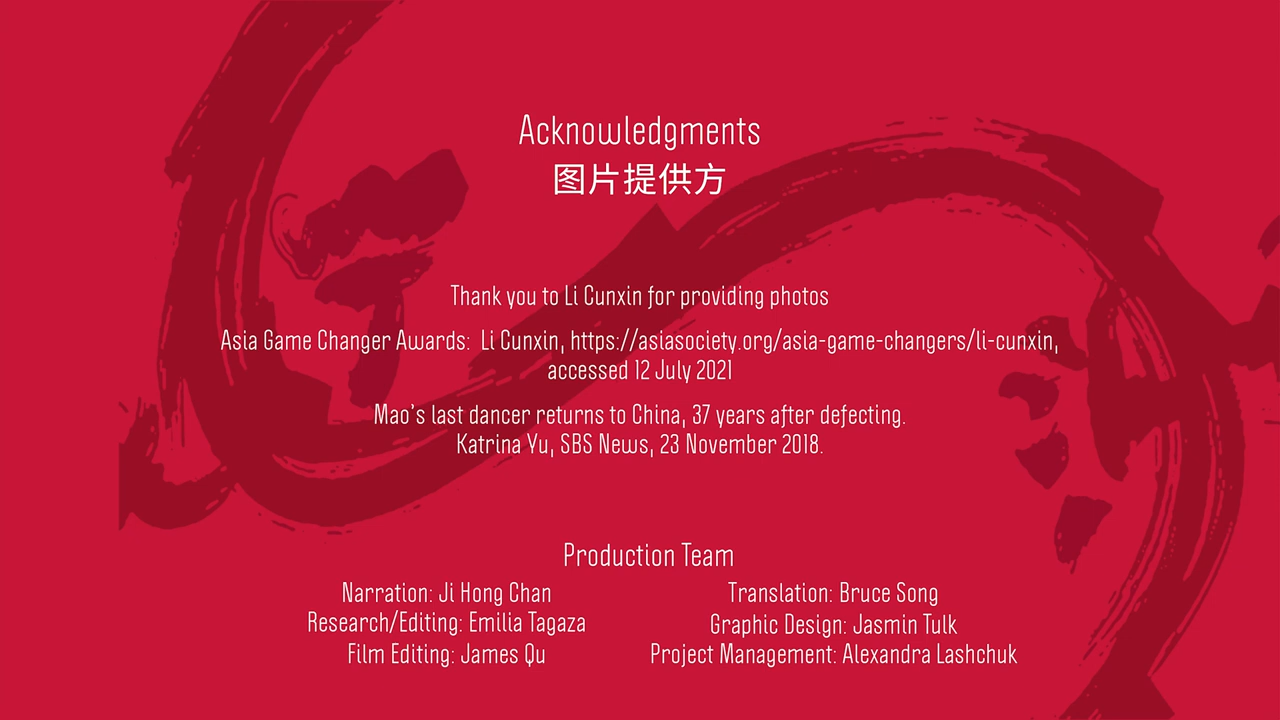 Acknowledgments
图片提供方
Thank you to Li Cunxin for providing photos
Asia Game Changer Awards: Li Cunxin, https://asiasociety.org/asia-game-changers/li-cunxin,
accessed 12 July 2021
Mao's last dancer returns to China, 37 years after defecting.
Katrina Yu, SBS News, 23 November 2018.
Production Team
Narration: Ji Hong Chan
Research/Editing: Emilia Tagaza
Film Editing: James Qu
Translation: Bruce Song
Graphic Design: Jasmin Tulk
Project Management: Alexandra Lashchuk